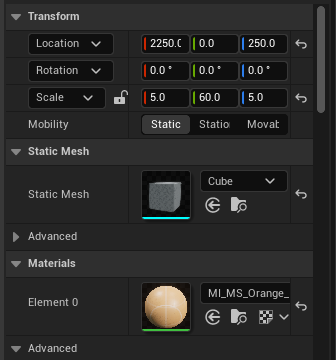 Transform
Location 2250.0 0.0 250.0
Rotation 0.0 ° 0.0 ° 0.0 °
Scale 5.0 60.0 5.0
Mobility Static Statio Movab
Static Mesh
Static Mesh Cube
Advanced
Materials
Element 0 MI_MS_Orange_
Advanced